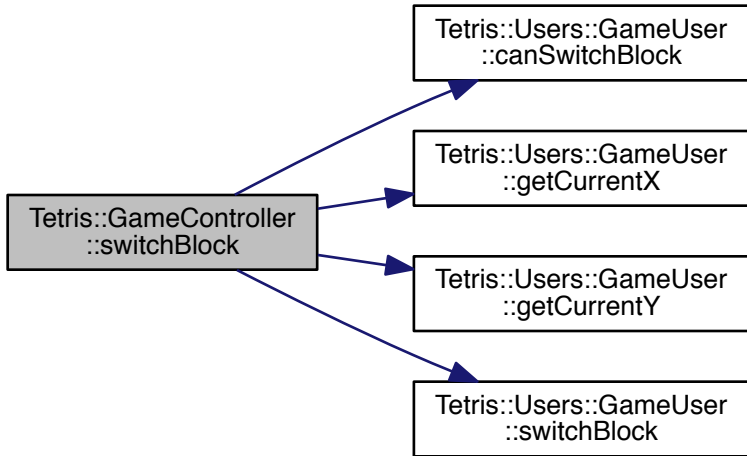 Tetris::Users::GameUser
::canSwitchBlock
Tetris::Users::GameUser
::getCurrentX
Tetris::GameController
::switchBlock
Tetris::Users::GameUser
::getCurrentY
Tetris::Users::GameUser
::switchBlock